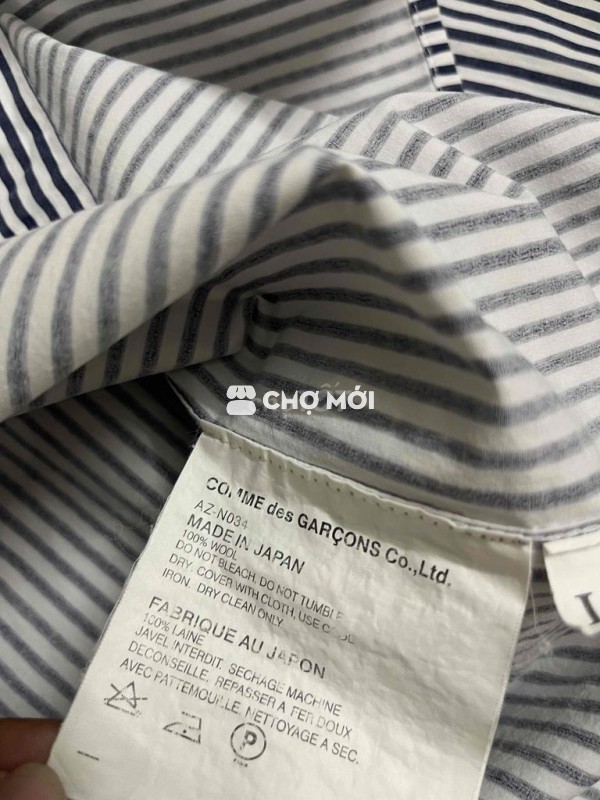 CHỢ MỚI
COMME des GARÇONS Co.,Ltd.
AZ-N034
MADE IN JAPAN
100% WOOL
DO NOT BLEACH. DO NOT TUMBLE
DRY. COVER WITH CLOTH, USE COOL
IRON. DRY CLEAN ONLY
FABRIQUE AU JAPON
100% LAINE
JAVEL INTERDIT. SECHAGE MACHINE
DECONSEILLE. REPASSER A FER DOUX
AVEC PATTEMOUILLE. NETTOYAGE A SEC.
P
L